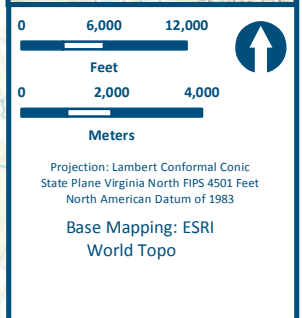 0 6,000 12,000
Feet
0 2,000 4,000
Meters
Projection: Lambert Conformal Conic
State Plane Virginia North FIPS 4501 Feet
North American Datum of 1983
Base Mapping: ESRI
World Topo